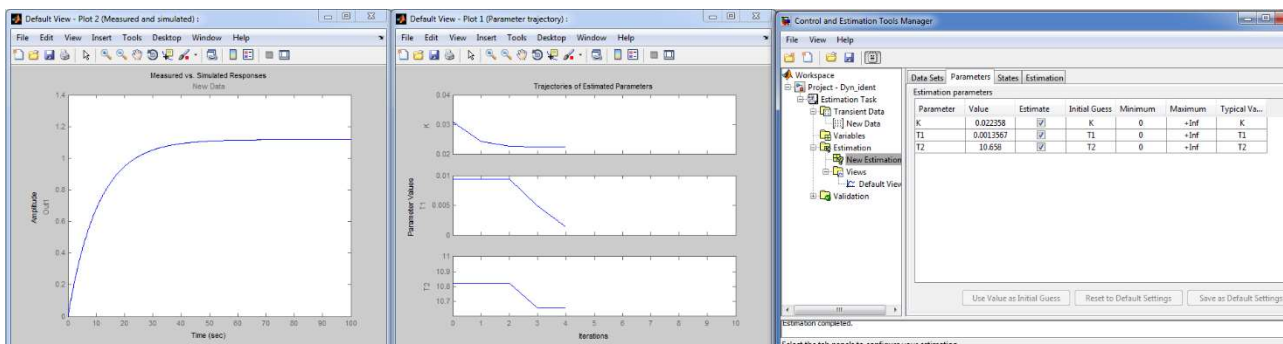 Default View - Plot 2 (Measured and simulated) :
File Edit View Insert Tools Desktop Window Help
Measured vs. Simulated Responses
New Data
1.4
1.2
1
0.8
0.6
0.4
0.2
0
Amplitude
Out1
0 10 20 30 40 50 60 70 80 90 100
Time (sec)
Default View - Plot 1 (Parameter trajectory) :
File Edit View Insert Tools Desktop Window Help
Trajectories of Estimated Parameters
0.04
0.03
0.02
K
0.01
0.005
0
T1
Parameter Values
11
10.9
10.8
10.7
T2
0 1 2 3 4 5 6 7 8 9 10
Iterations
Control and Estimation Tools Manager
File View Help
Workspace
Project - Dyn_ident
Estimation Task
Transient Data
New Data
Variables
Estimation
New Estimation
Views
Default View
Validation
Data Sets Parameters States Estimation
Estimation parameters
Parameter Value Estimate Initial Guess Minimum Maximum Typical Va...
K 0.022358 K 0 +Inf K
T1 0.0013567 T1 0 +Inf T1
T2 10.658 T2 0 +Inf T2
Use Value as Initial Guess Reset to Default Settings Save as Default Settings
Estimation completed.
Select the tab panels to configure your estimation